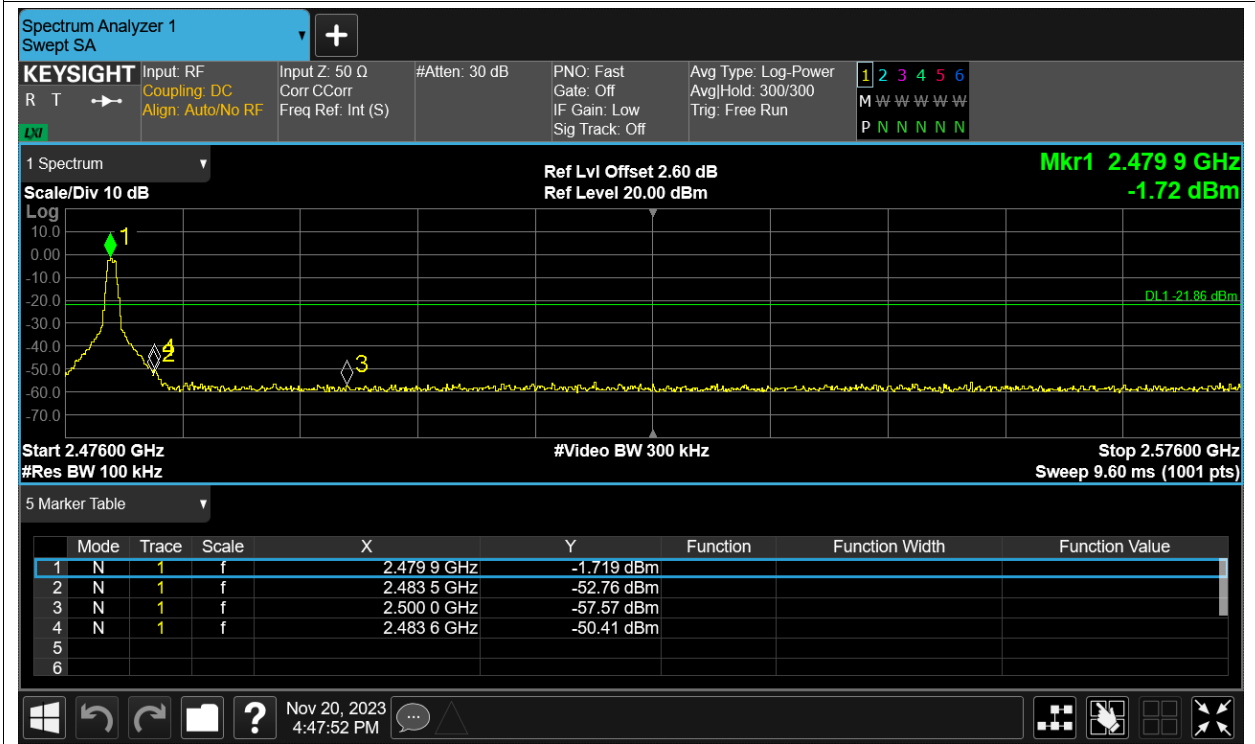 Spectrum Analyzer 1
Swept SA
+
KEYSIGHT Input: RF Input Z: 50 Ω #Atten: 30 dB PNO: Fast Avg Type: Log-Power 1 2 3 4 5 6
R T Coupling: DC Corr CCorr Gate: Off Avg|Hold: 300/300 M W W W W W
Align: Auto/No RF Freq Ref: Int (S) IF Gain: Low Trig: Free Run
LXI Sig Track: Off P N N N N N
1 Spectrum
Scale/Div 10 dB
Ref Lvl Offset 2.60 dB
Ref Level 20.00 dBm
Mkr1 2.479 9 GHz
-1.72 dBm
Log
10.0
0.00
-10.0
-20.0
-30.0
-40.0
-50.0
-60.0
-70.0
1
4
2
3
DL1 -21.86 dBm
Start 2.47600 GHz #Video BW 300 kHz Stop 2.57600 GHz
#Res BW 100 kHz Sweep 9.60 ms (1001 pts)
5 Marker Table
Mode Trace Scale X Y Function Function Width Function Value
1 N 1 f 2.479 9 GHz -1.719 dBm
2 N 1 f 2.483 5 GHz -52.76 dBm
3 N 1 f 2.500 0 GHz -57.57 dBm
4 N 1 f 2.483 6 GHz -50.41 dBm
5
6
?
Nov 20, 2023
4:47:52 PM